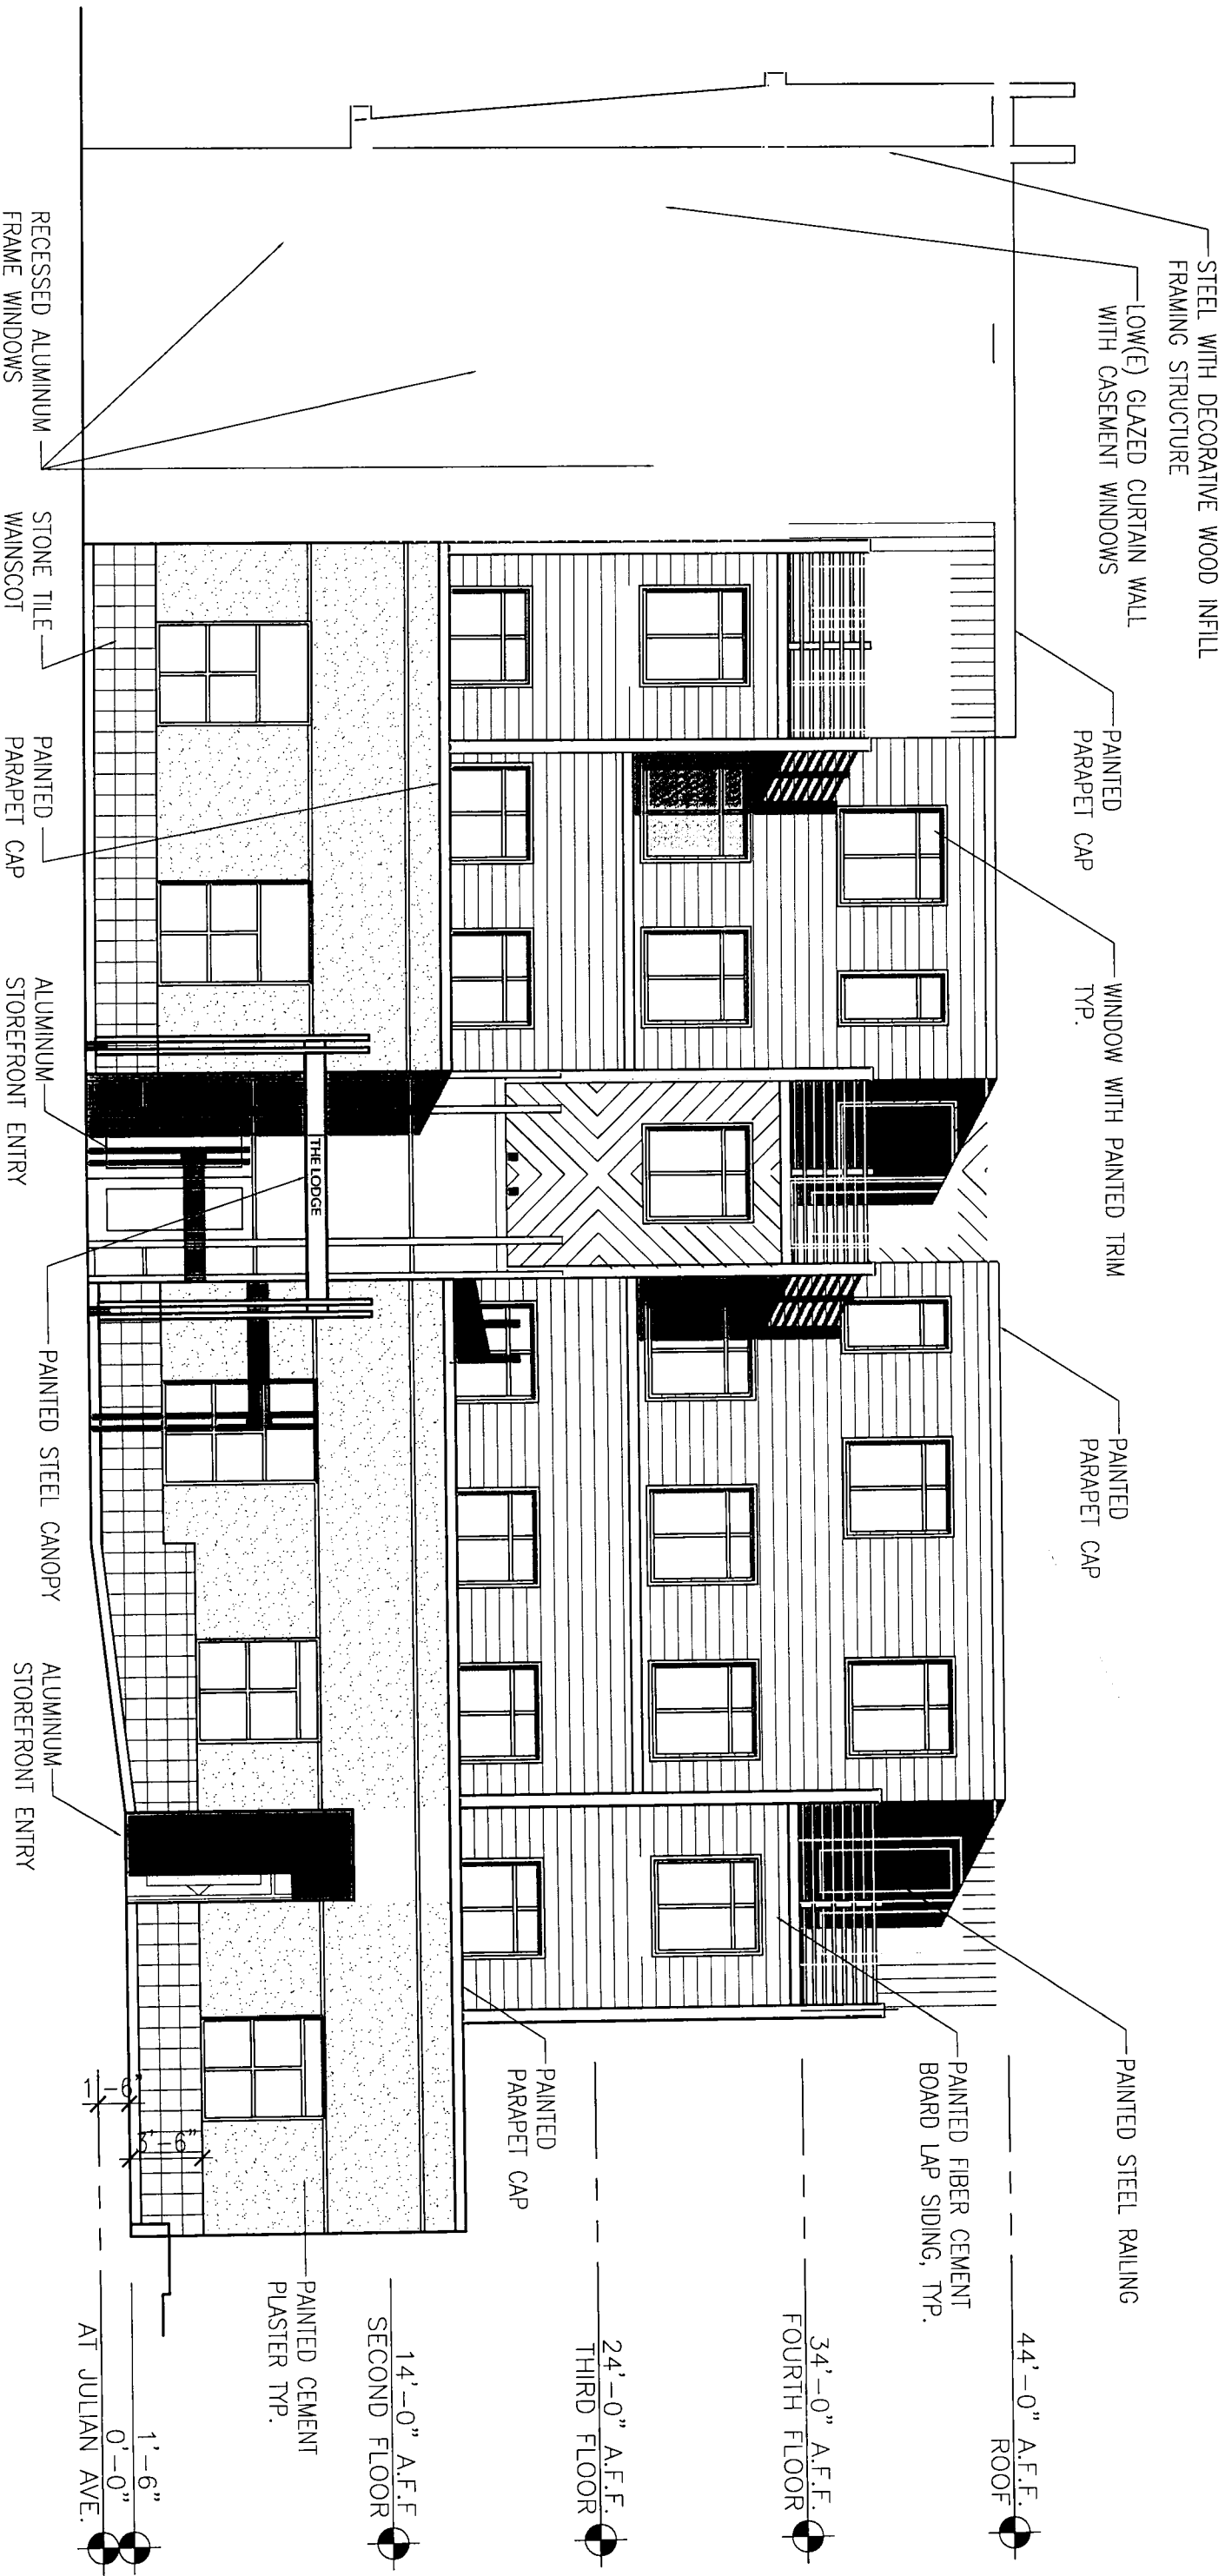 STEEL WITH DECORATIVE WOOD INFILL
FRAMING STRUCTURE
LOW(E) GLAZED CURTAIN WALL
WITH CASEMENT WINDOWS
PAINTED
PARAPET CAP
WINDOW WITH PAINTED TRIM
TYP.
PAINTED
PARAPET CAP
PAINTED STEEL RAILING
PAINTED FIBER CEMENT
BOARD LAP SIDING, TYP.
PAINTED
PARAPET CAP
44'-0" A.F.F.
ROOF
34'-0" A.F.F.
FOURTH FLOOR
24'-0" A.F.F.
THIRD FLOOR
14'-0" A.F.F
SECOND FLOOR
PAINTED CEMENT
PLASTER TYP.
1'-6"
0'-0"
AT JULIAN AVE.
THE LODGE
3'-6"
1'-6"
RECESSED ALUMINUM
FRAME WINDOWS
STONE TILE
WAINSCOT
PAINTED
PARAPET CAP
ALUMINUM
STOREFRONT ENTRY
PAINTED STEEL CANOPY
ALUMINUM
STOREFRONT ENTRY